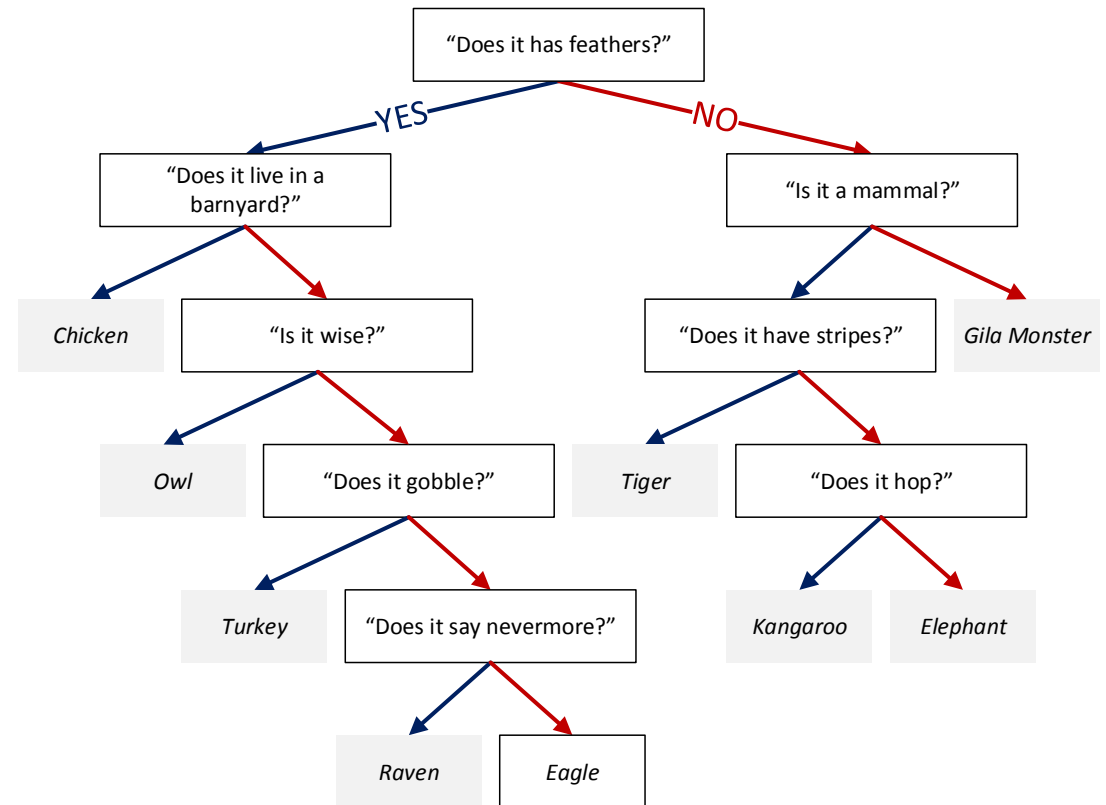 “Does it has feathers?”
YES
NO
“Does it live in a
barnyard?”
“Is it a mammal?”
Chicken
“Is it wise?”
“Does it have stripes?”
Gila Monster
Owl
“Does it gobble?”
Tiger
“Does it hop?”
Turkey
“Does it say nevermore?”
Kangaroo
Elephant
Raven
Eagle